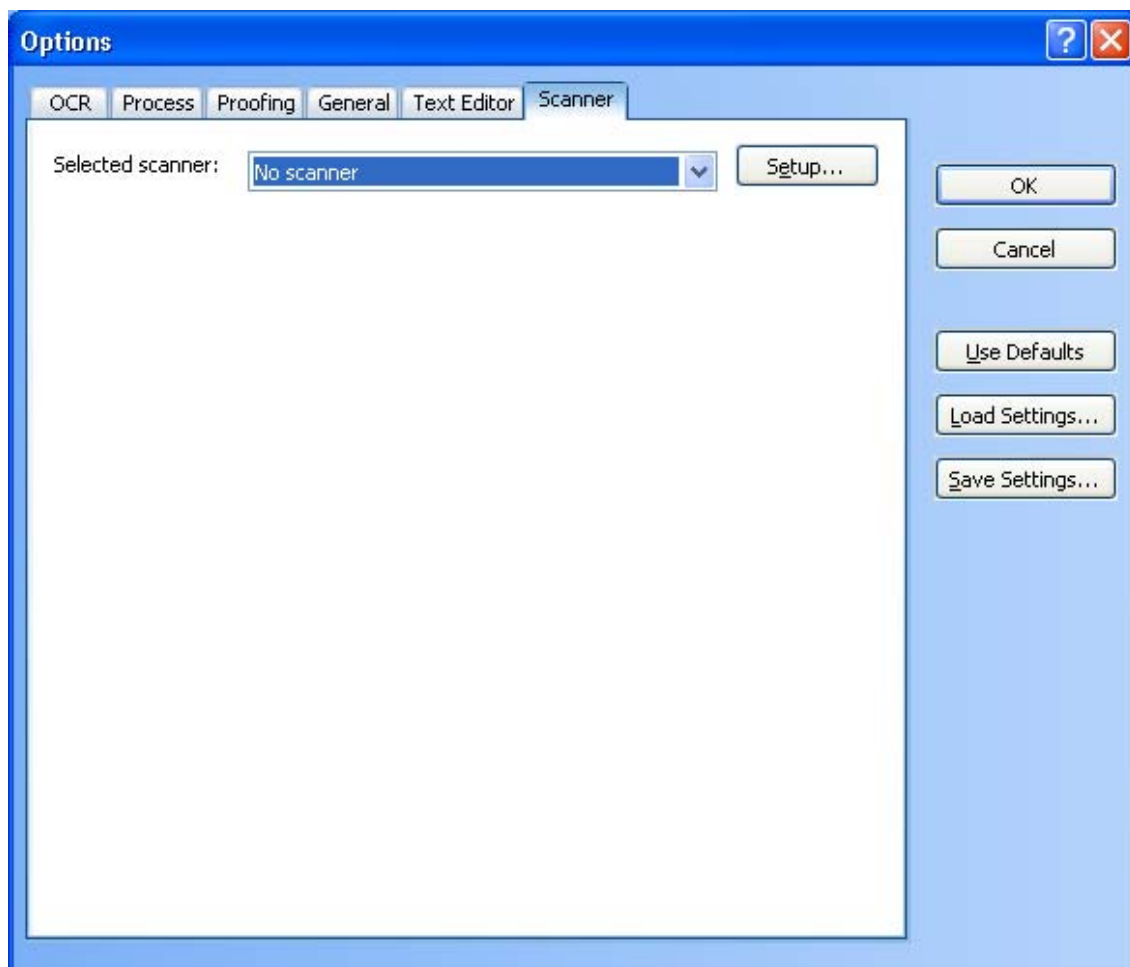 Options
OCR Process Proofing General Text Editor Scanner
Selected scanner: No scanner Setup...
OK
Cancel
Use Defaults
Load Settings...
Save Settings...